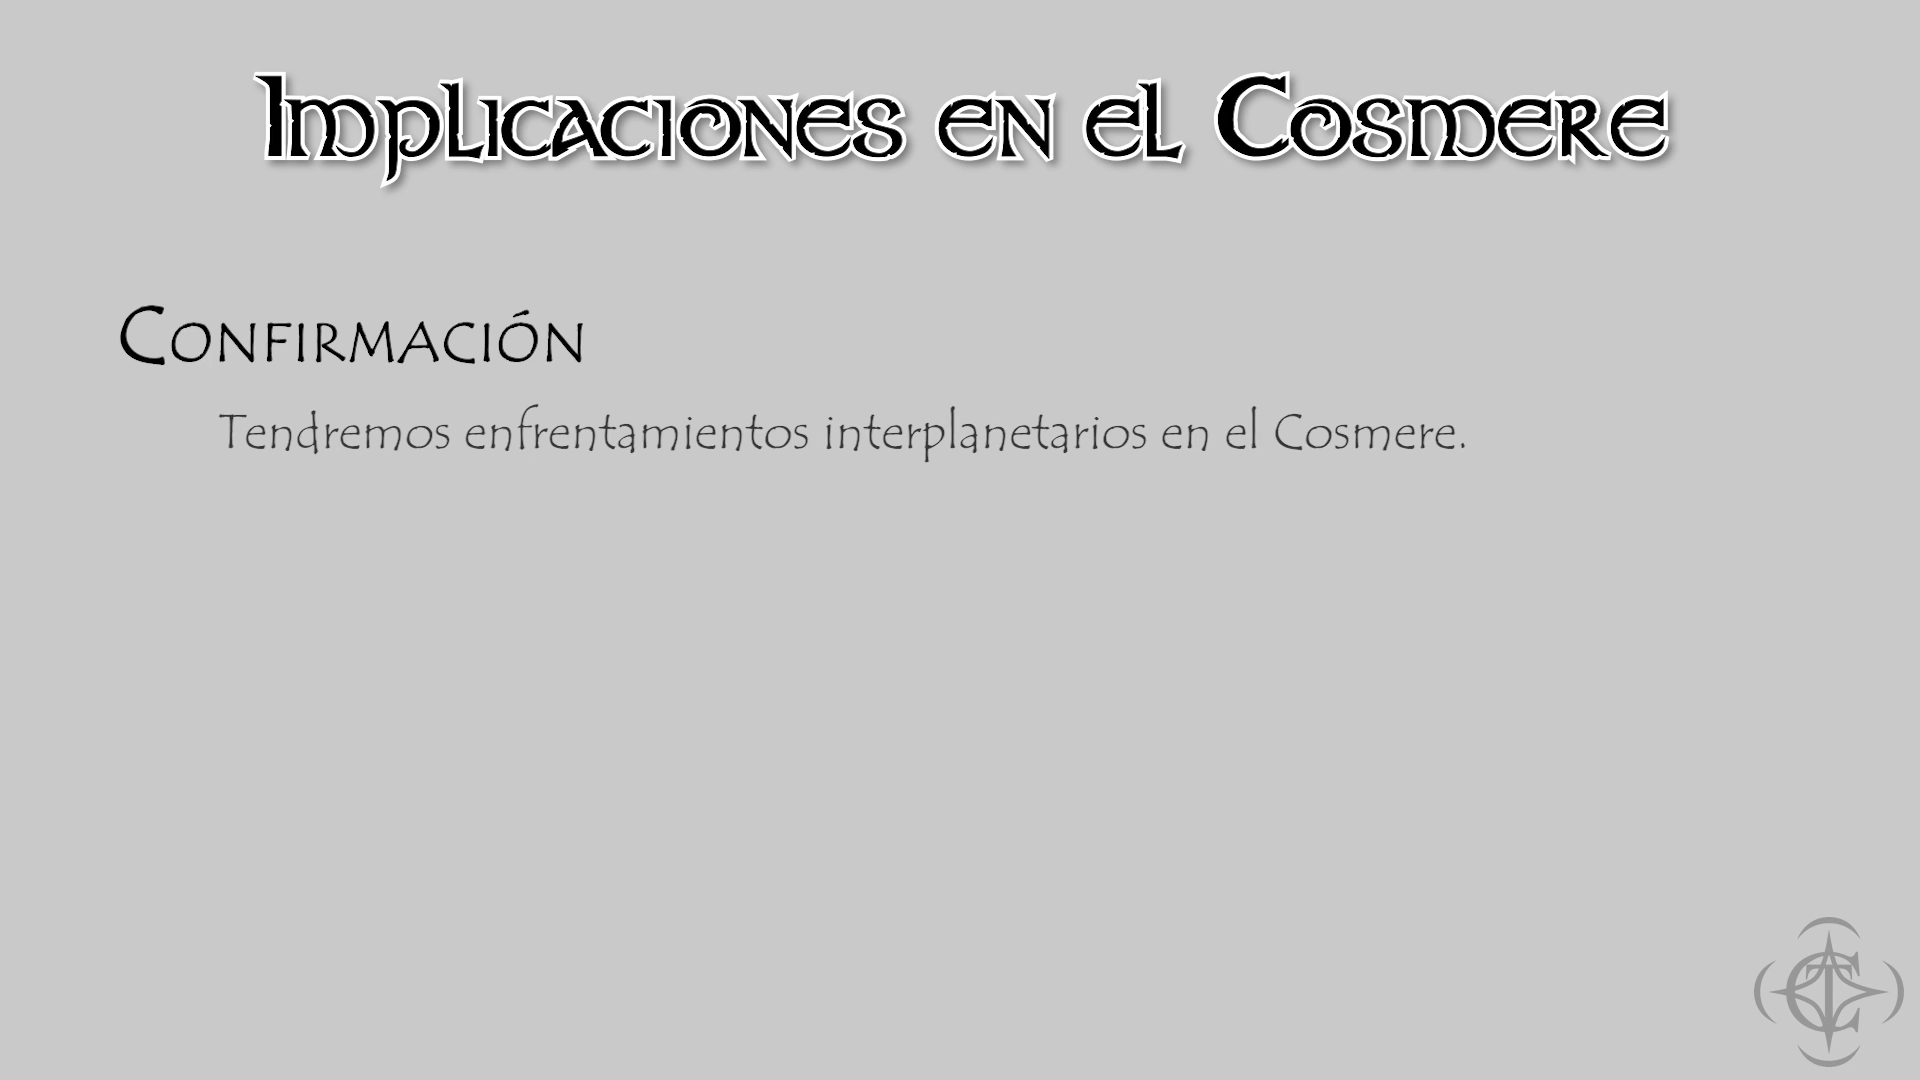 Implicaciones en el Cosmere
Confirmación
Tendremos enfrentamientos interplanetarios en el Cosmere.